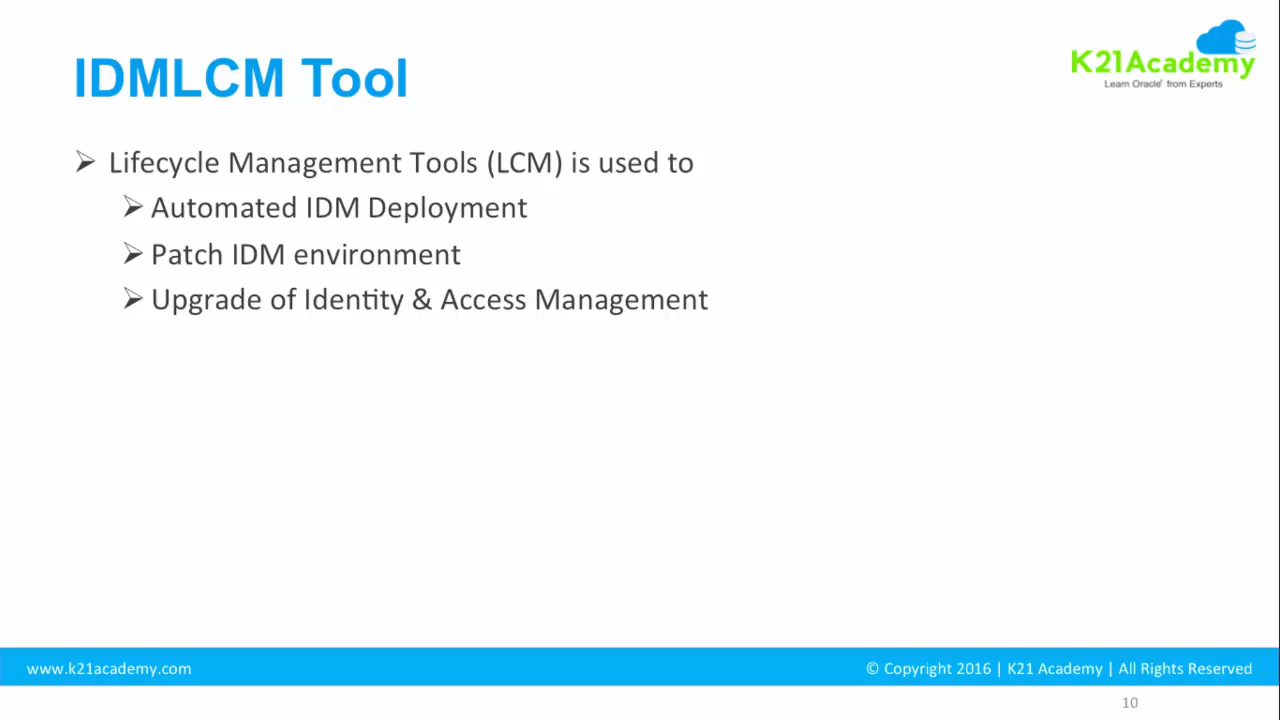 IDMLCM Tool
K21Academy
Learn Oracle® from Experts
➢ Lifecycle Management Tools (LCM) is used to
➢ Automated IDM Deployment
➢ Patch IDM environment
➢ Upgrade of Identity & Access Management
www.k21academy.com
© Copyright 2016 | K21 Academy | All Rights Reserved
10